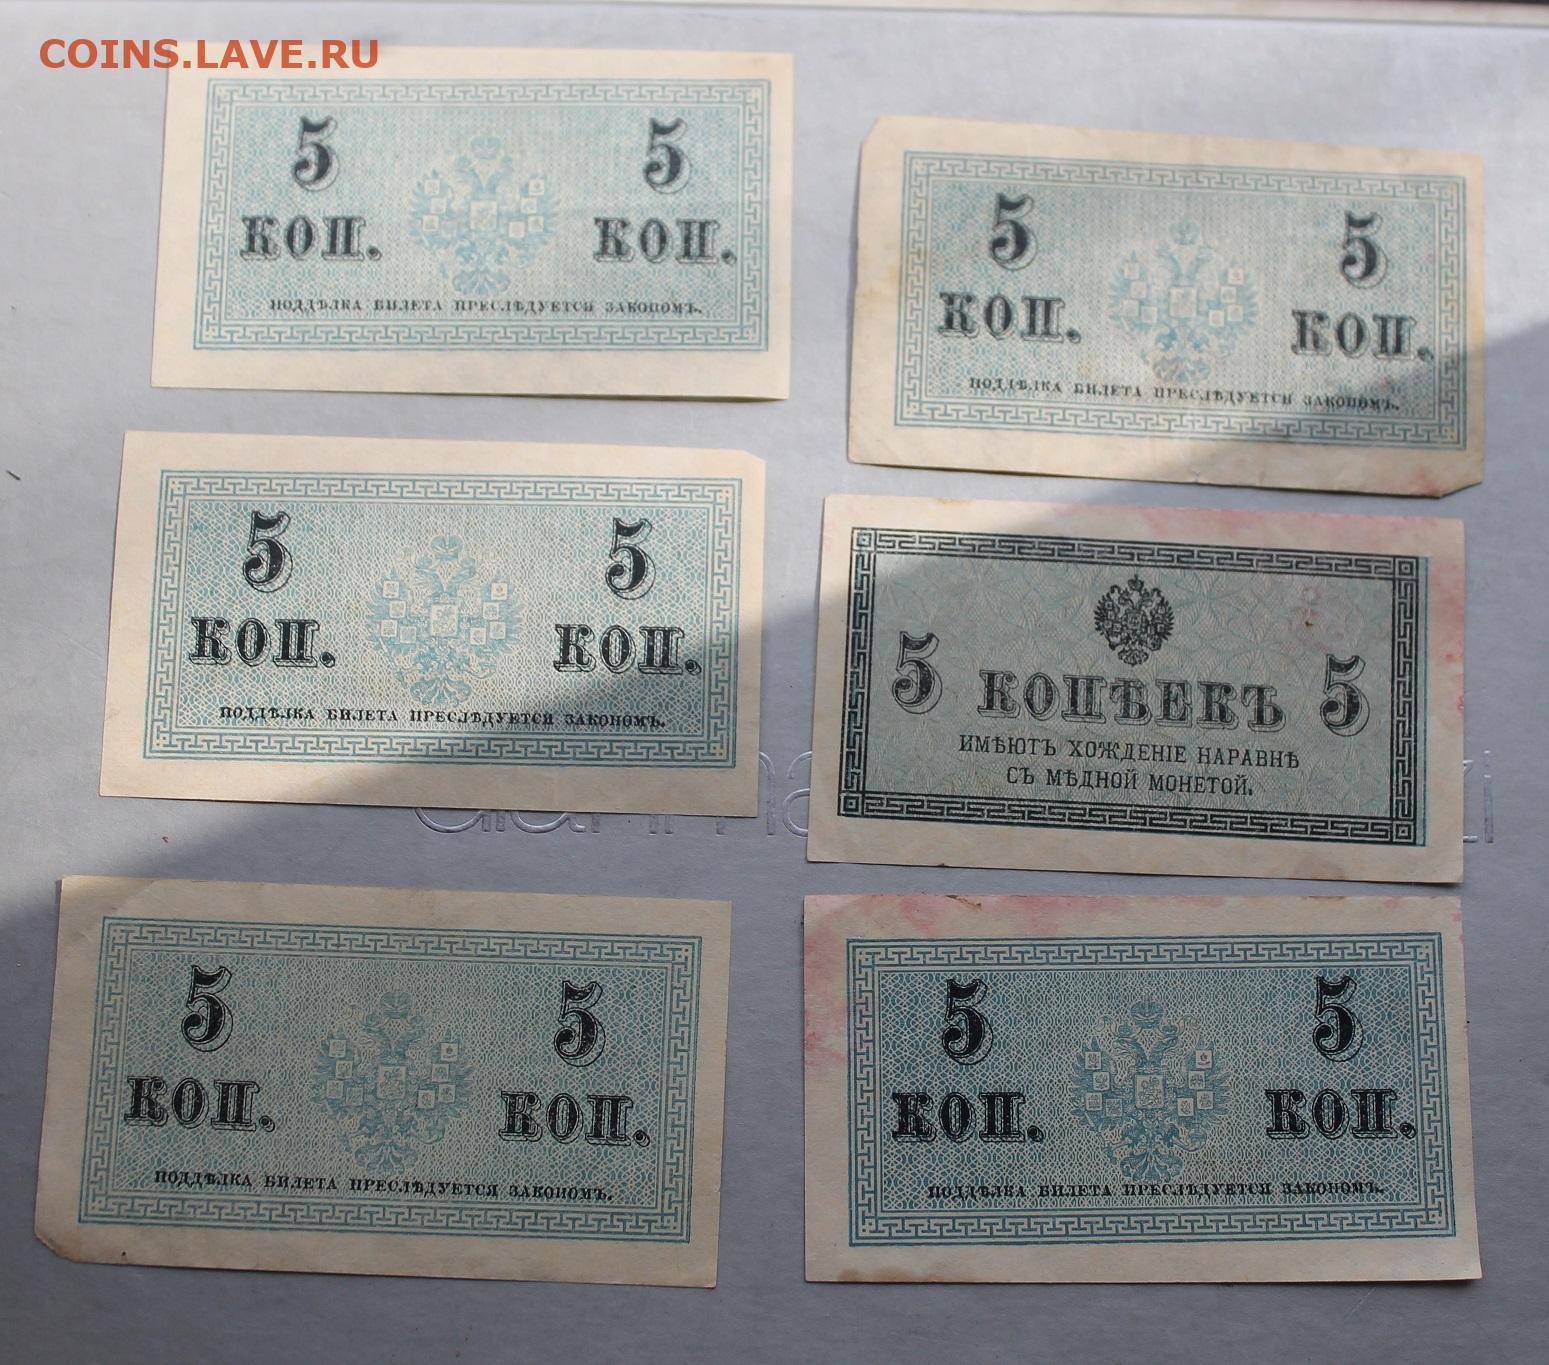 COINS.LAVE.RU
5 5
КОП. КОП.
ПОДДѢЛКА БИЛЕТА ПРЕСЛѢДУЕТСЯ ЗАКОНОМЪ.
5 5
КОП. КОП.
ПОДДѢЛКА БИЛЕТА ПРЕСЛѢДУЕТСЯ ЗАКОНОМЪ.
5 5
КОП. КОП.
ПОДДѢЛКА БИЛЕТА ПРЕСЛѢДУЕТСЯ ЗАКОНОМЪ.
5 КОПѢЕКЪ 5
ИМѢЮТЪ ХОЖДЕНІЕ НАРАВНѢ
СЪ МѢДНОЙ МОНЕТОЙ.
5 5
КОП. КОП.
ПОДДѢЛКА БИЛЕТА ПРЕСЛѢДУЕТСЯ ЗАКОНОМЪ.
5 5
КОП. КОП.
ПОДДѢЛКА БИЛЕТА ПРЕСЛѢДУЕТСЯ ЗАКОНОМЪ.